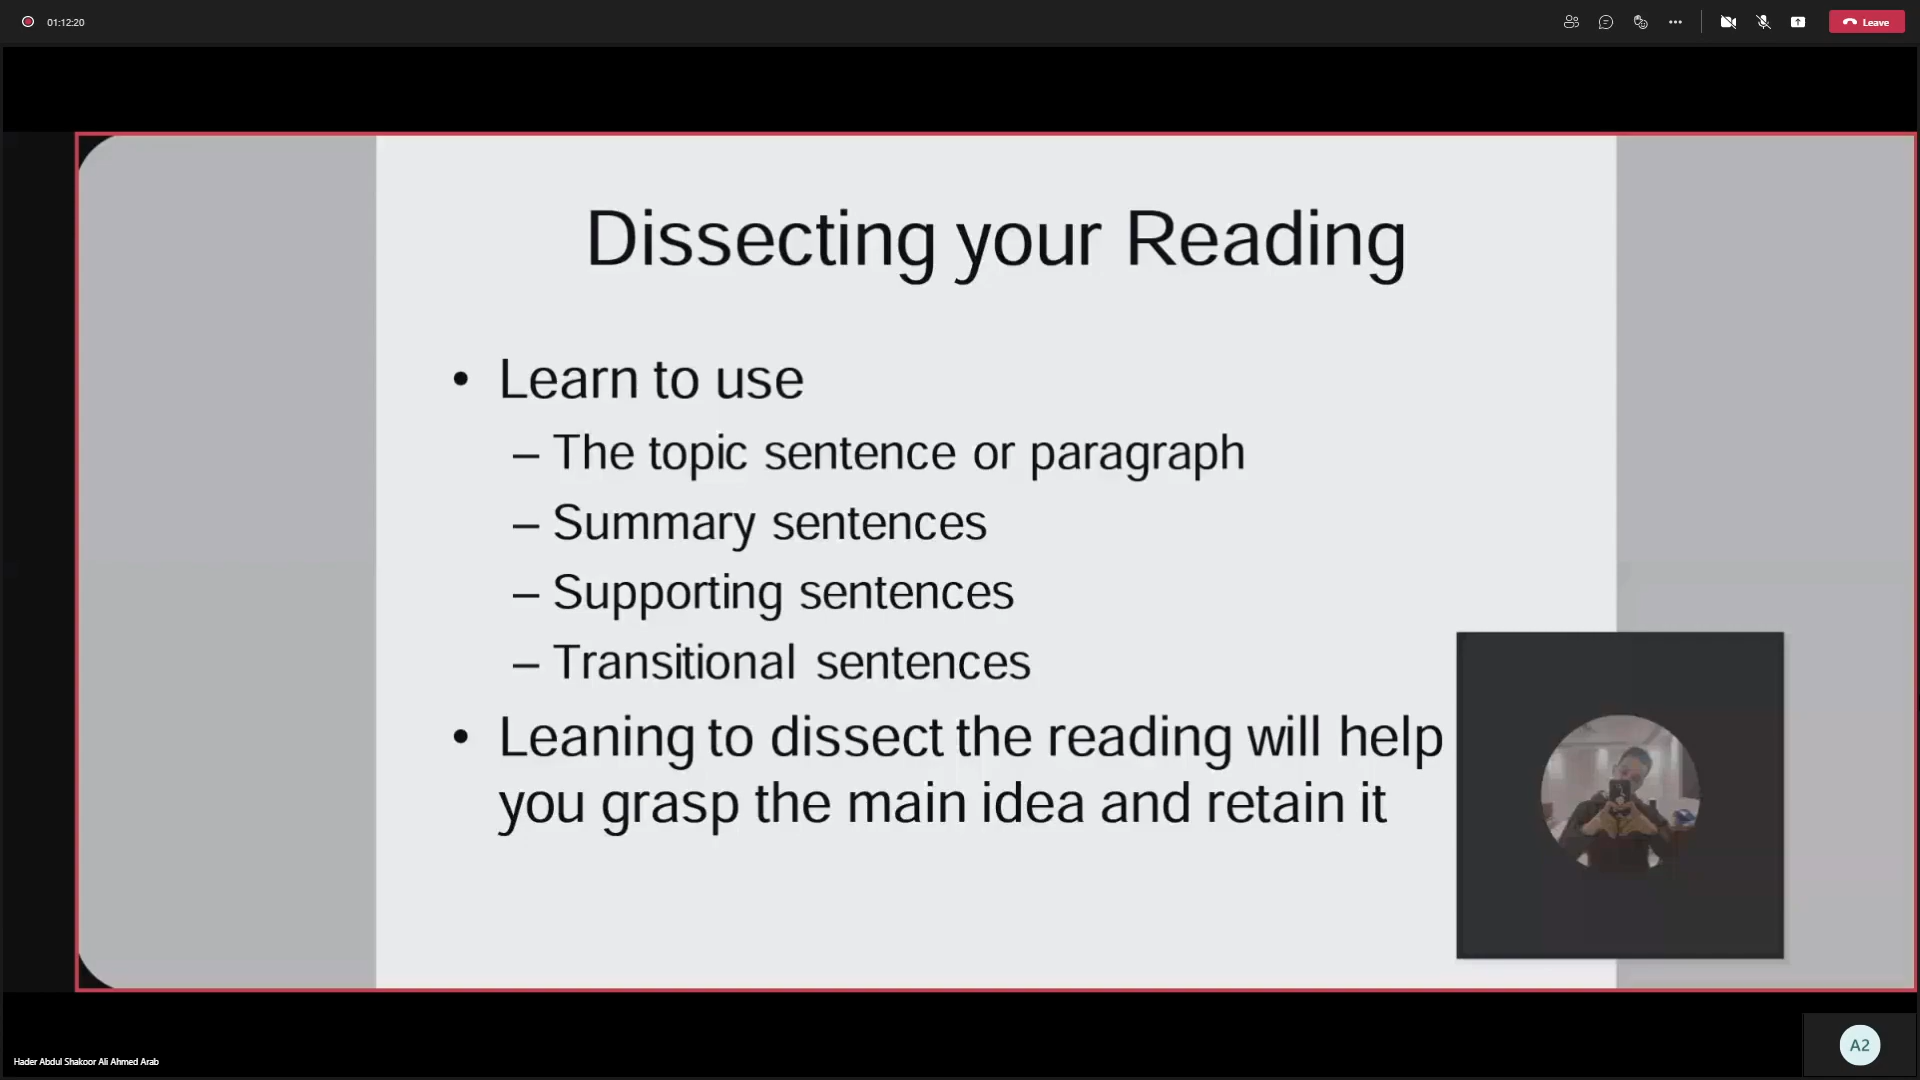 01:12:20
Leave
Dissecting your Reading
• Learn to use
– The topic sentence or paragraph
– Summary sentences
– Supporting sentences
– Transitional sentences
• Leaning to dissect the reading will help
you grasp the main idea and retain it
Hader Abdul Shakoor Ali Ahmed Arab
A2